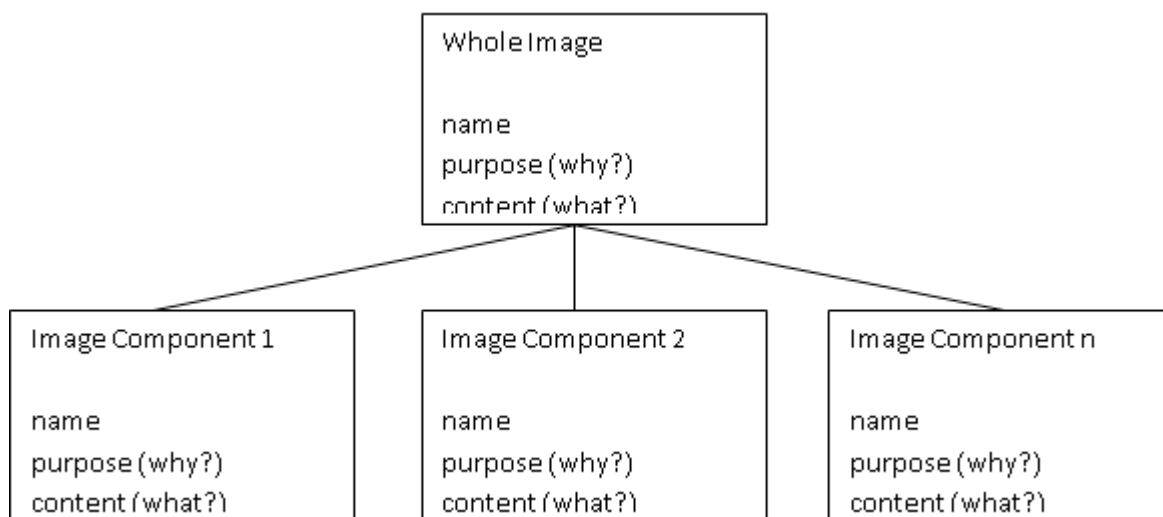 Whole Image
name
purpose (why?)
content (what?)
Image Component 1
name
purpose (why?)
content (what?)
Image Component 2
name
purpose (why?)
content (what?)
Image Component n
name
purpose (why?)
content (what?)